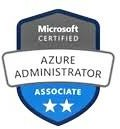 Microsoft
CERTIFIED
AZURE
ADMINISTRATOR
ASSOCIATE